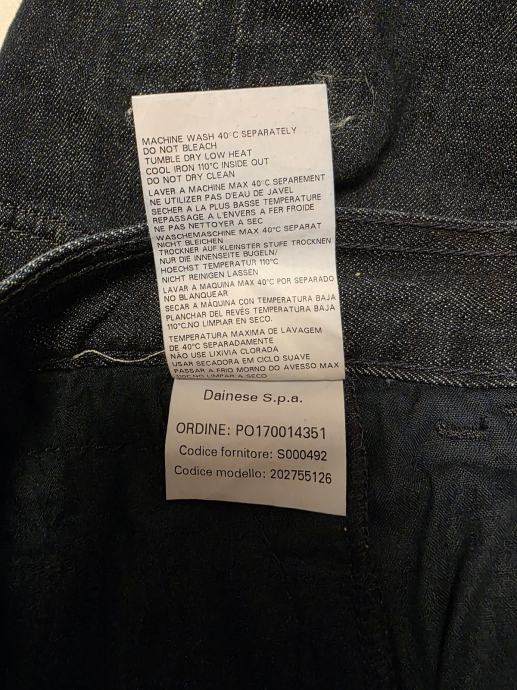 MACHINE WASH 40°C SEPARATELY
DO NOT BLEACH
TUMBLE DRY LOW HEAT
COOL IRON 110°C INSIDE OUT
DO NOT DRY CLEAN
LAVER A MACHINE MAX 40°C SEPAREMENT
NE UTILIZER PAS D'EAU DE JAVEL
SECHER A LA PLUS BASSE TEMPERATURE
REPASSAGE A L'ENVERS A FER FROIDE
NE PAS NETTOYER A SEC
WASCHEMASCHINE MAX 40°C SEPARAT
NICHT BLEICHEN
TROCKNER AUF KLEINSTER STUFE TROCKNEN
NUR DIE INNENSEITE BUGELN/
HOECHST TEMPERATUR 110°C
NICHT REINIGEN LASSEN
LAVAR A MAQUINA MAX 40°C POR SEPARADO
NO BLANQUEAR
SECAR A MÁQUINA CON TEMPERATURA BAJA
PLANCHAR DEL REVÉS TEMPERATURA BAJA
110°C.NO LIMPIAR EN SECO.
TEMPERATURA MAXIMA DE LAVAGEM
DE 40°C SEPARADAMENTE
NÃO USE LIXIVIA CLORADA
USAR SECADORA EM CICLO SUAVE
PASSAR A FRIO MORNO DO AVESSO MAX
110°C NO LIMPAR A SECO
Dainese S.p.a.
ORDINE: PO170014351
Codice fornitore: S000492
Codice modello: 202755126